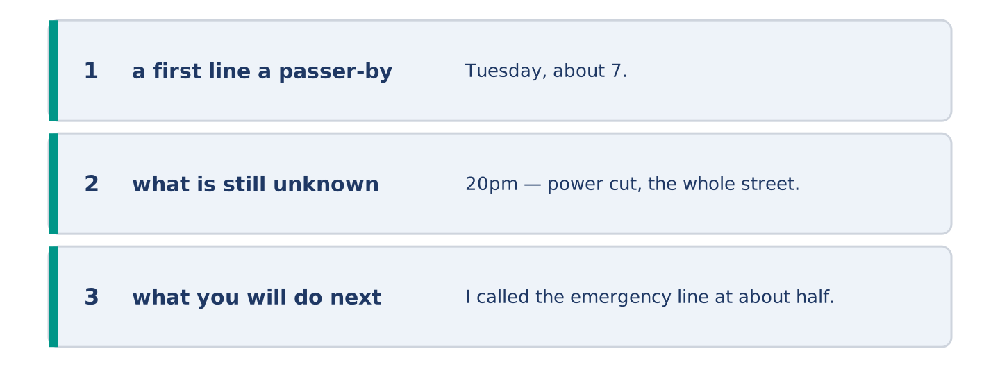 1 a first line a passer-by Tuesday, about 7.
2 what is still unknown 20pm — power cut, the whole street.
3 what you will do next I called the emergency line at about half.